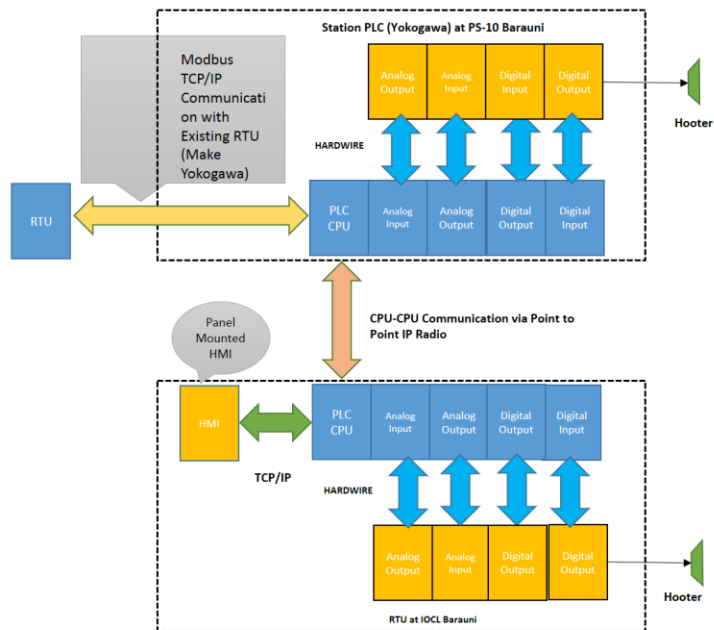 Station PLC (Yokogawa) at PS-10 Barauni
Modbus
TCP/IP
Communicati
on with
Existing RTU
(Make
Yokogawa)
Analog
Output
Analog
Input
Digital
Input
Digital
Output
Hooter
HARDWIRE
RTU
PLC
CPU
Analog
Input
Analog
Output
Digital
Output
Digital
Input
CPU-CPU Communication via Point to
Point IP Radio
Panel
Mounted
HMI
HMI
TCP/IP
PLC
CPU
Analog
Input
Analog
Output
Digital
Output
Digital
Input
HARDWIRE
Analog
Output
Analog
Input
Digital
Output
Digital
Output
Hooter
RTU at IOCL Barauni